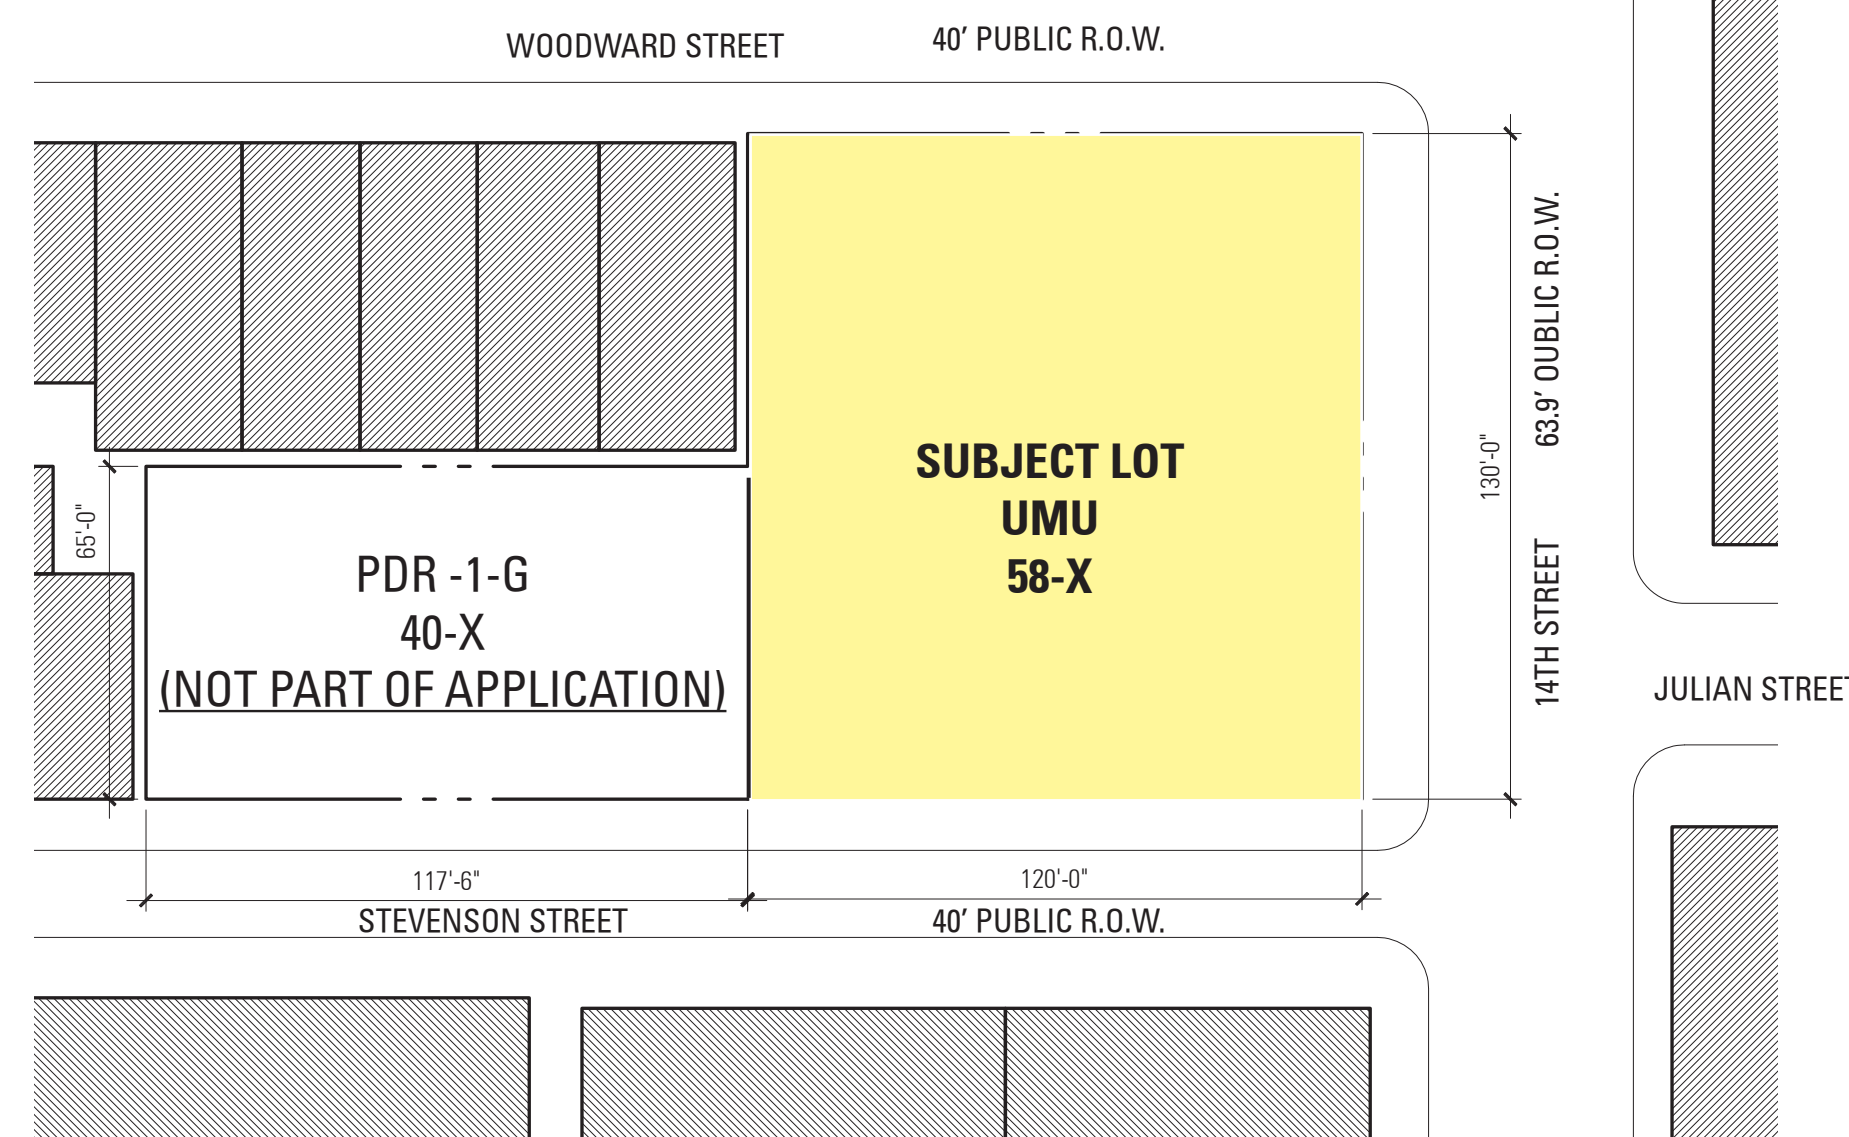 WOODWARD STREET
40' PUBLIC R.O.W.
63.9' OUBLIC R.O.W.
14TH STREET
130'-0"
SUBJECT LOT
UMU
58-X
65'-0"
PDR -1-G
40-X
(NOT PART OF APPLICATION)
JULIAN STREET
117'-6"
120'-0"
STEVENSON STREET
40' PUBLIC R.O.W.